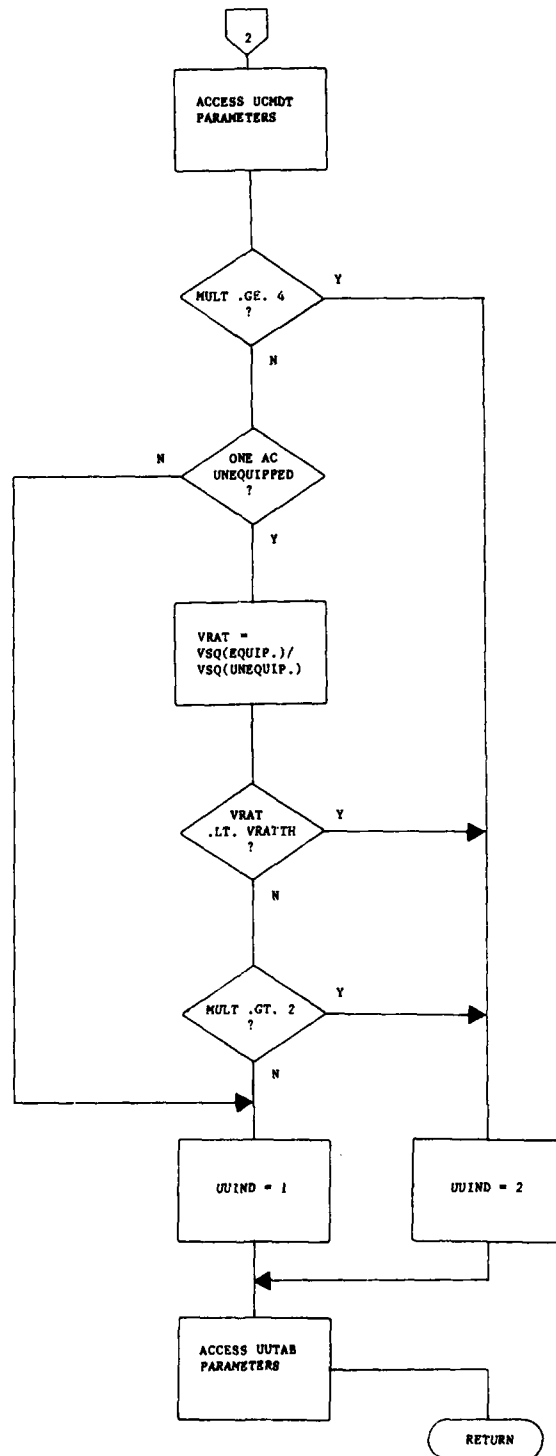 2
ACCESS UCMDT
PARAMETERS
MULT .GE. 4
?
Y
N
N
ONE AC
UNEQUIPPED
?
Y
VRAT =
VSQ(EQUIP.)/
VSQ(UNEQUIP.)
VRAT
.LT. VRATTH
?
Y
N
MULT .GT. 2
?
Y
N
UUIND = 1
UUIND = 2
ACCESS UUTAB
PARAMETERS
RETURN